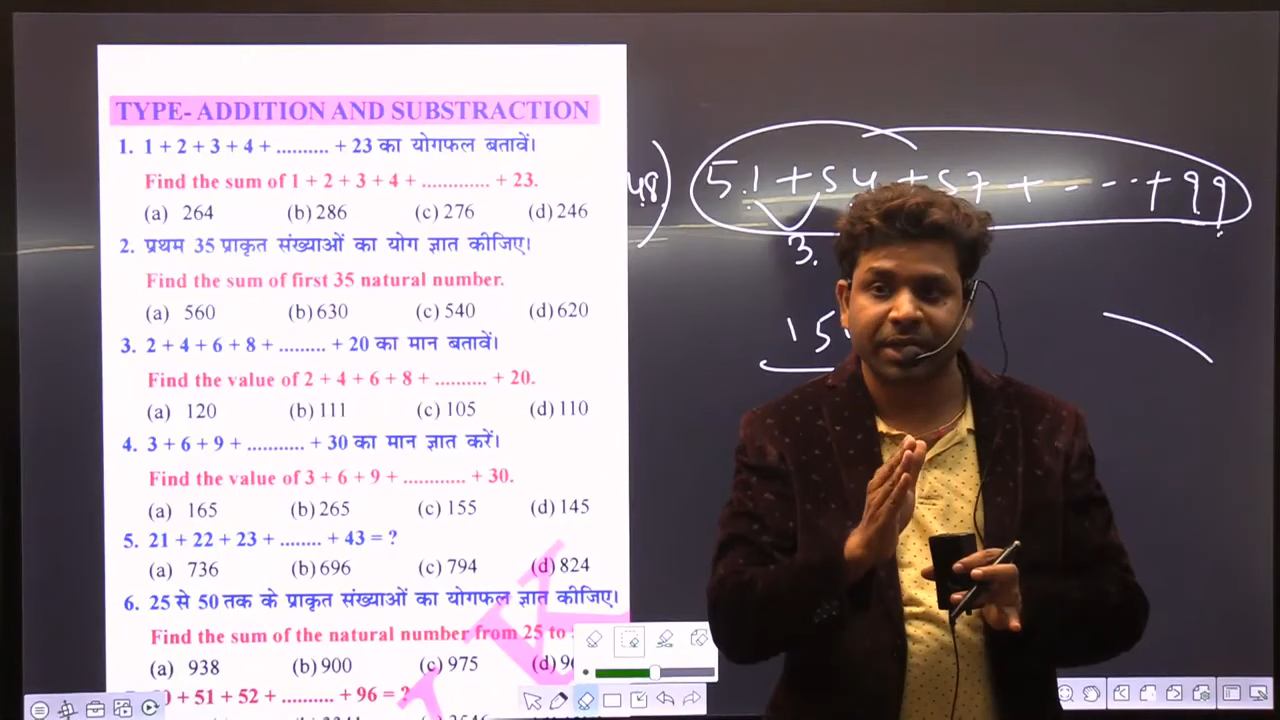 TYPE- ADDITION AND SUBSTRACTION
1. 1 + 2 + 3 + 4 + .......... + 23 का योगफल बतावें।
Find the sum of 1 + 2 + 3 + 4 + ............. + 23.
(a) 264 (b) 286 (c) 276 (d) 246
2. प्रथम 35 प्राकृत संख्याओं का योग ज्ञात कीजिए।
Find the sum of first 35 natural number.
(a) 560 (b) 630 (c) 540 (d) 620
3. 2 + 4 + 6 + 8 + ......... + 20 का मान बतावें।
Find the value of 2 + 4 + 6 + 8 + .......... + 20.
(a) 120 (b) 111 (c) 105 (d) 110
4. 3 + 6 + 9 + ........... + 30 का मान ज्ञात करें।
Find the value of 3 + 6 + 9 + ............ + 30.
(a) 165 (b) 265 (c) 155 (d) 145
5. 21 + 22 + 23 + ........ + 43 = ?
(a) 736 (b) 696 (c) 794 (d) 824
6. 25 से 50 तक के प्राकृत संख्याओं का योगफल ज्ञात कीजिए।
Find the sum of the natural number from 25 to
(a) 938 (b) 900 (c) 975 (d)
+ 51 + 52 + .......... + 96 = ?
48) 51 + 54 + 57 + - - - + 99
3.
15